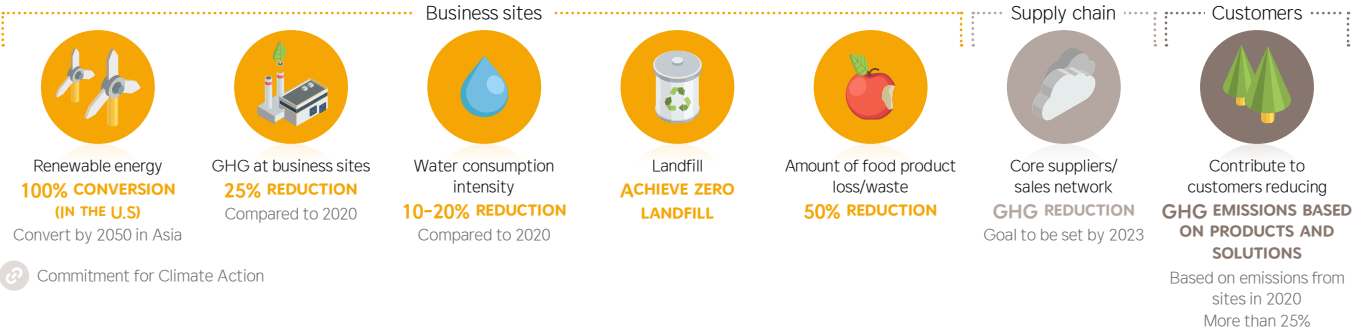 Business sites
Renewable energy
100% CONVERSION
(IN THE U.S)
Convert by 2050 in Asia
GHG at business sites
25% REDUCTION
Compared to 2020
Water consumption
intensity
10-20% REDUCTION
Compared to 2020
Landfill
ACHIEVE ZERO
LANDFILL
Amount of food product
loss/waste
50% REDUCTION
Supply chain
Core suppliers/
sales network
GHG REDUCTION
Goal to be set by 2023
Customers
Contribute to
customers reducing
GHG EMISSIONS BASED
ON PRODUCTS AND
SOLUTIONS
Based on emissions from
sites in 2020
More than 25%
Commitment for Climate Action